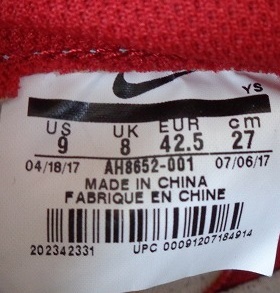 YS
US UK EUR cm
9 8 42.5 27
04/18/17 AH8652-001 07/06/17
MADE IN CHINA
FABRIQUE EN CHINE
202342331 UPC 00091207184914